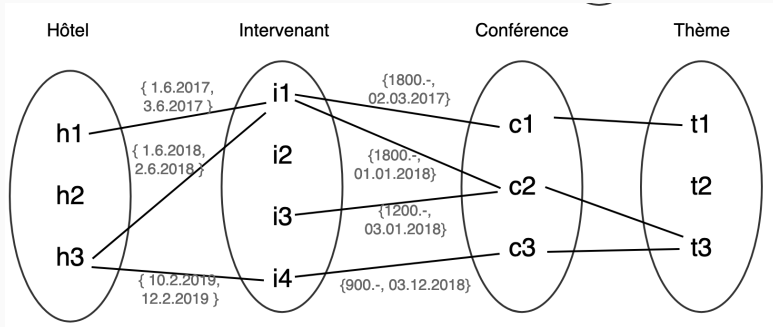 Hôtel
Intervenant
Conférence
Thème
{ 1.6.2017,
3.6.2017 }
{1800.-,
02.03.2017}
i1
c1
t1
h1
{ 1.6.2018,
2.6.2018 }
i2
{1800.-,
01.01.2018}
c2
t2
h2
i3
{1200.-,
03.01.2018}
h3
c3
t3
{ 10.2.2019,
12.2.2019 }
i4
{900.-, 03.12.2018}